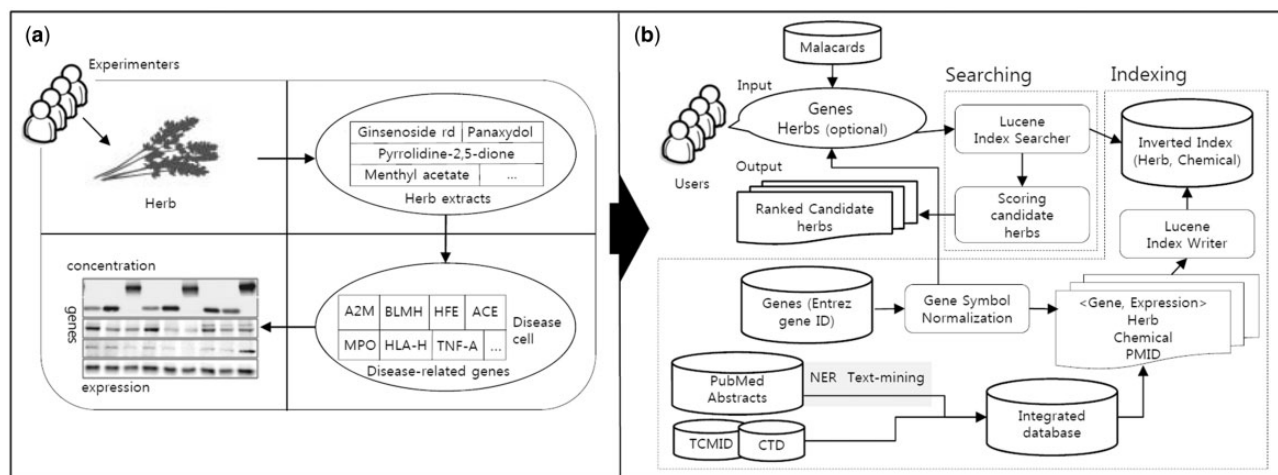 (a)
Experimenters
Herb
Ginsenoside rd Panaxydol
Pyrrolidine-2,5-dione
Menthyl acetate ...
Herb extracts
concentration
genes
expression
A2M BLMH HFE ACE
MPO HLA-H TNF-A ...
Disease
cell
Disease-related genes
(b)
Malacards
Input
Genes
Herbs (optional)
Users
Output
Ranked Candidate
herbs
Searching
Lucene
Index Searcher
Scoring
candidate
herbs
Indexing
Inverted Index
(Herb, Chemical)
Lucene
Index Writer
Genes (Entrez
gene ID)
Gene Symbol
Normalization
<Gene, Expression>
Herb
Chemical
PMID
PubMed
Abstracts
NER Text-mining
TCMID
CTD
Integrated
database